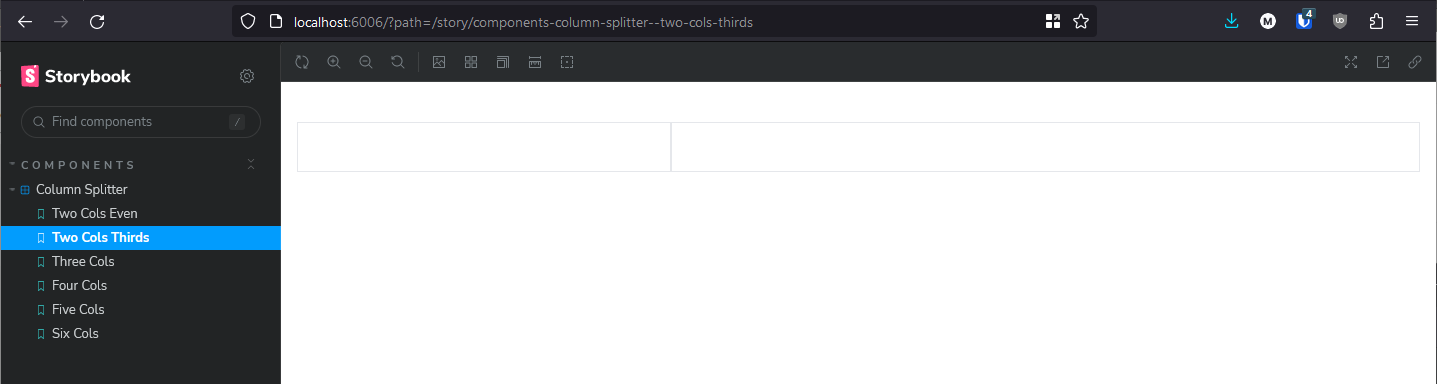 localhost:6006/?path=/story/components-column-splitter--two-cols-thirds
M
4
UD
S Storybook
Find components
/
COMPONENTS
Column Splitter
Two Cols Even
Two Cols Thirds
Three Cols
Four Cols
Five Cols
Six Cols